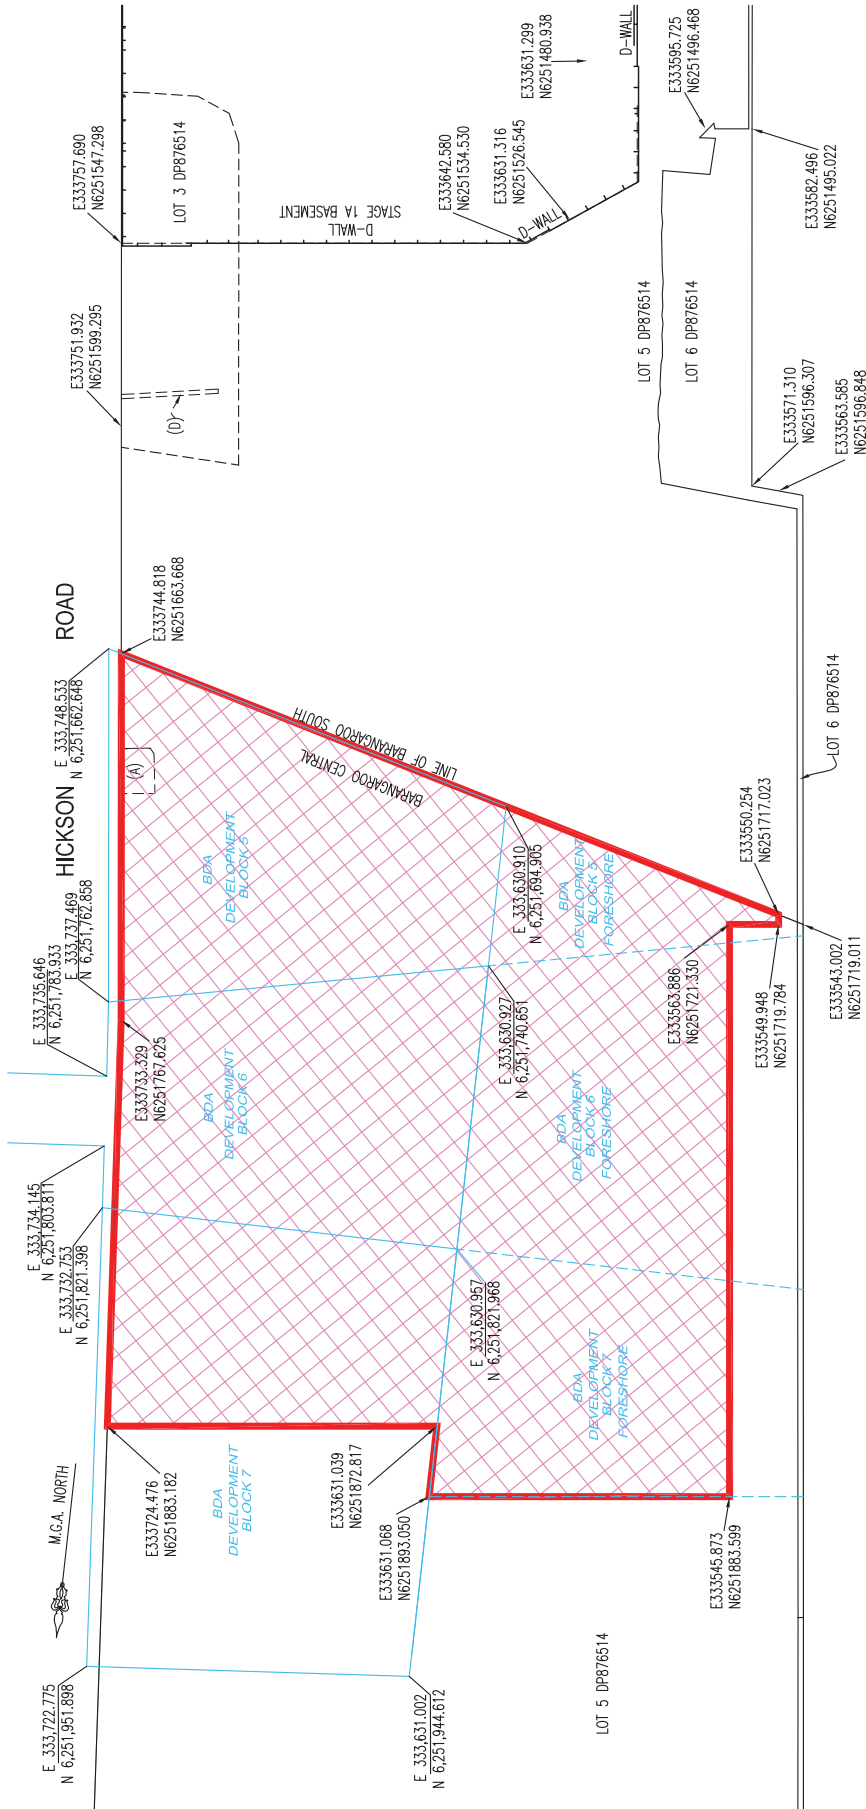 E333757.690
N6251547.298
LOT 3 DP876514
D-WALL
STAGE 1A BASEMENT
E333642.580
N6251534.530
E333631.316
N6251526.545
D-WALL
E333631.299
N6251480.938
D-WALL
E333595.725
N6251496.468
E333582.496
N6251495.022
E333751.932
N6251599.295
(D)
LOT 5 DP876514
LOT 6 DP876514
E333571.310
N6251596.307
E333563.585
N6251596.848
HICKSON ROAD
E333744.818
N6251663.668
E 333,748.533
N 6,251,662.648
(A)
LINE OF BARANGAROO SOUTH
BARANGAROO CENTRAL
BDA
DEVELOPMENT
BLOCK 5
E 333,630.910
N 6,251,694.905
BDA
DEVELOPMENT
BLOCK 5
FORESHORE
E333550.254
N6251717.023
LOT 6 DP876514
E 333,737.469
N 6,251,762.858
E 333,735.646
N 6,251,783.933
E333733.329
N6251767.625
E 333,630.927
N 6,251,740.651
E333563.886
N6251721.330
E333549.948
N6251719.784
E333543.002
N6251719.011
BDA
DEVELOPMENT
BLOCK 6
BDA
DEVELOPMENT
BLOCK 6
FORESHORE
E 333,734.145
N 6,251,803.811
E 333,732.753
N 6,251,821.398
E 333,630.957
N 6,251,821.968
BDA
DEVELOPMENT
BLOCK 7
FORESHORE
M.G.A. NORTH
E333724.476
N6251883.182
BDA
DEVELOPMENT
BLOCK 7
E333631.039
N6251872.817
E333631.068
N6251893.050
E333545.873
N6251883.599
E 333,722.775
N 6,251,951.898
E 333,631.002
N 6,251,944.612
LOT 5 DP876514